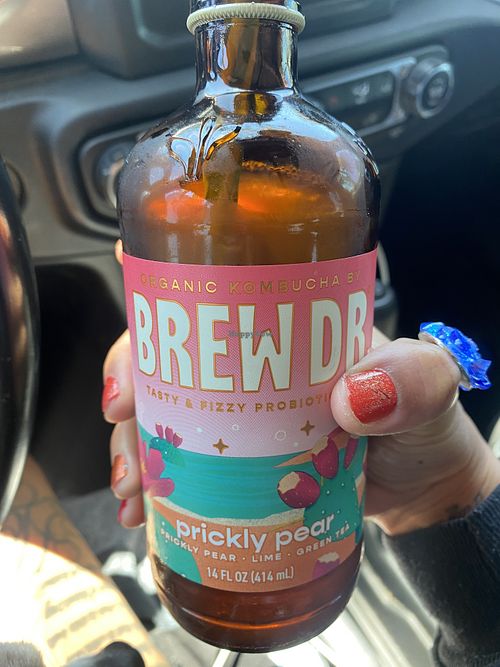 ORGANIC KOMBUCHA BY
BREW DR
TASTY & FIZZY
prickly pear
PRICKLY PEAR • LIME • GREEN TEA
14 FL OZ (414 mL)